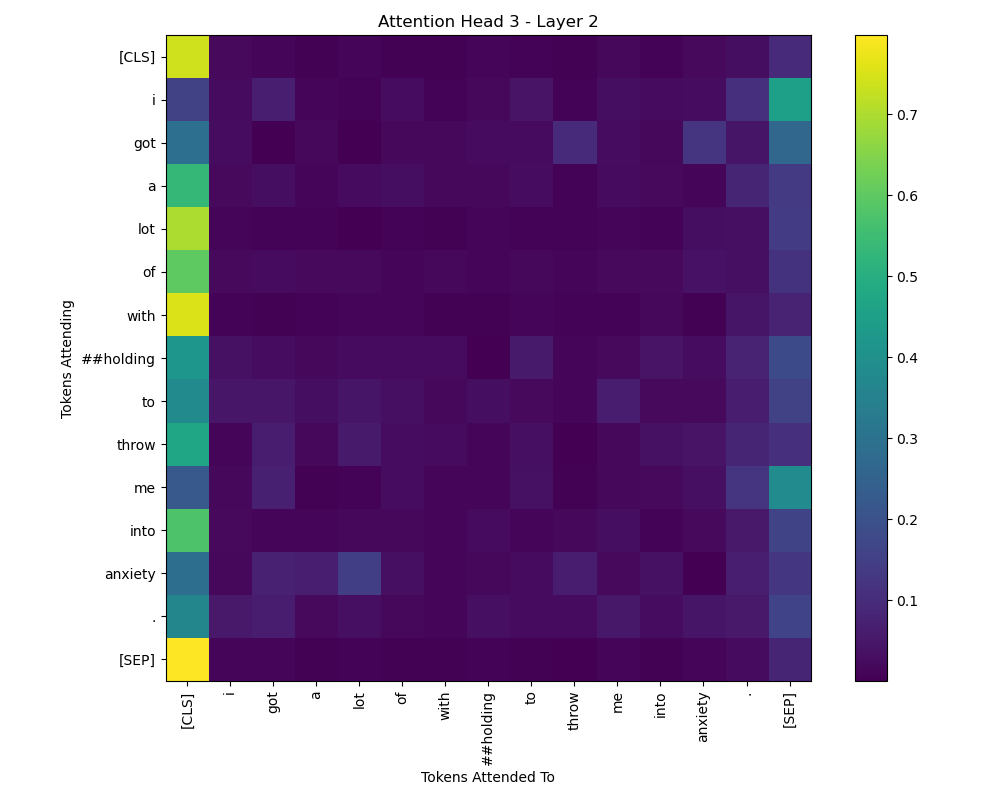 Attention Head 3 - Layer 2
[CLS]
i
got
a
lot
of
with
##holding
to
throw
me
into
anxiety
.
[SEP]
Tokens Attending
[CLS]
i
got
a
lot
of
with
##holding
to
throw
me
into
anxiety
.
[SEP]
Tokens Attended To
0.7
0.6
0.5
0.4
0.3
0.2
0.1